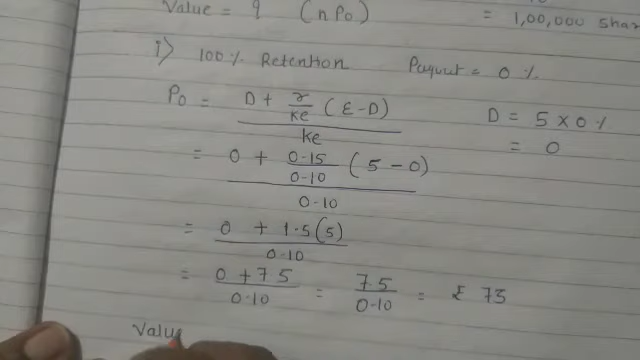 Value = ? (nP₀) = 1,00,000 Shar
i) 100% Retention Payout = 0 %
P₀ = D + r/ke (E-D) / ke D = 5 x 0 %
= 0 + 0.15/0.10 (5 - 0) / 0.10 = 0
= 0 + 1.5(5) / 0.10
= 0 + 7.5 / 0.10 = 7.5 / 0.10 = ₹ 75
Value